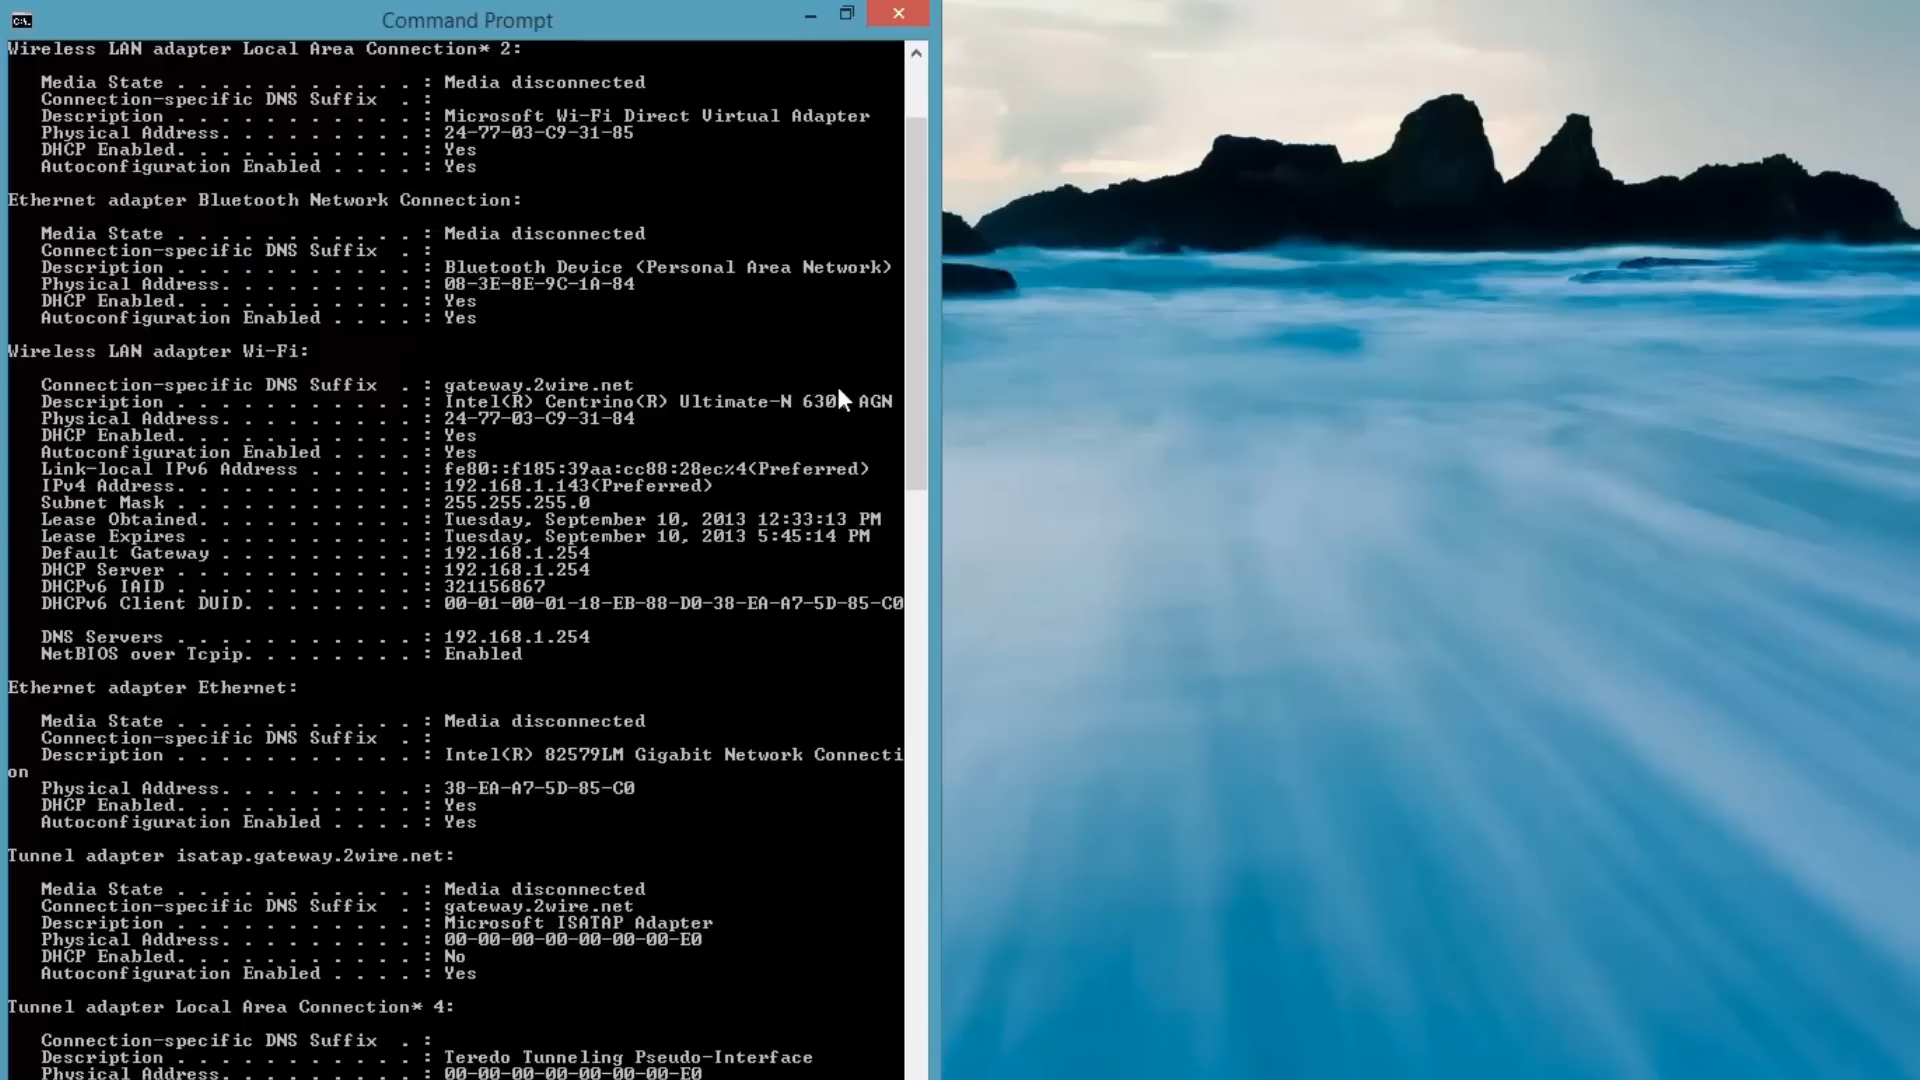 Command Prompt
Wireless LAN adapter Local Area Connection* 2:
Media State . . . . . . . . . . . : Media disconnected
Connection-specific DNS Suffix  . :
Description . . . . . . . . . . . : Microsoft Wi-Fi Direct Virtual Adapter
Physical Address. . . . . . . . . : 24-77-03-C9-31-85
DHCP Enabled. . . . . . . . . . . : Yes
Autoconfiguration Enabled . . . . : Yes
Ethernet adapter Bluetooth Network Connection:
Media State . . . . . . . . . . . : Media disconnected
Connection-specific DNS Suffix  . :
Description . . . . . . . . . . . : Bluetooth Device (Personal Area Network)
Physical Address. . . . . . . . . : 08-3E-8E-9C-1A-84
DHCP Enabled. . . . . . . . . . . : Yes
Autoconfiguration Enabled . . . . : Yes
Wireless LAN adapter Wi-Fi:
Connection-specific DNS Suffix  . : gateway.2wire.net
Description . . . . . . . . . . . : Intel(R) Centrino(R) Ultimate-N AGN
Physical Address. . . . . . . . . : 24-77-03-C9-31-84
DHCP Enabled. . . . . . . . . . . : Yes
Autoconfiguration Enabled . . . . : Yes
Link-local IPv6 Address . . . . . : fe80::f185:39aa:cc88:28ec%4(Preferred)
IPv4 Address. . . . . . . . . . . : 192.168.1.143(Preferred)
Subnet Mask . . . . . . . . . . . : 255.255.255.0
Lease Obtained. . . . . . . . . . : Tuesday, September 10, 2013 12:33:13 PM
Lease Expires . . . . . . . . . . : Tuesday, September 10, 2013 5:45:14 PM
Default Gateway . . . . . . . . . : 192.168.1.254
DHCP Server . . . . . . . . . . . : 192.168.1.254
DHCPv6 IAID . . . . . . . . . . . : 321156867
DHCPv6 Client DUID. . . . . . . . : 00-01-00-01-18-EB-88-D0-38-EA-A7-5D-85-C0
DNS Servers . . . . . . . . . . . : 192.168.1.254
NetBIOS over Tcpip. . . . . . . . : Enabled
Ethernet adapter Ethernet:
Media State . . . . . . . . . . . : Media disconnected
Connection-specific DNS Suffix  . :
Description . . . . . . . . . . . : Intel(R) 82579LM Gigabit Network Connecti
on
Physical Address. . . . . . . . . : 38-EA-A7-5D-85-C0
DHCP Enabled. . . . . . . . . . . : Yes
Autoconfiguration Enabled . . . . : Yes
Tunnel adapter isatap.gateway.2wire.net:
Media State . . . . . . . . . . . : Media disconnected
Connection-specific DNS Suffix  . : gateway.2wire.net
Description . . . . . . . . . . . : Microsoft ISATAP Adapter
Physical Address. . . . . . . . . : 00-00-00-00-00-00-00-E0
DHCP Enabled. . . . . . . . . . . : No
Autoconfiguration Enabled . . . . : Yes
Tunnel adapter Local Area Connection* 4:
Connection-specific DNS Suffix  . :
Description . . . . . . . . . . . : Teredo Tunneling Pseudo-Interface
Physical Address. . . . . . . . . : 00-00-00-00-00-00-00-E0